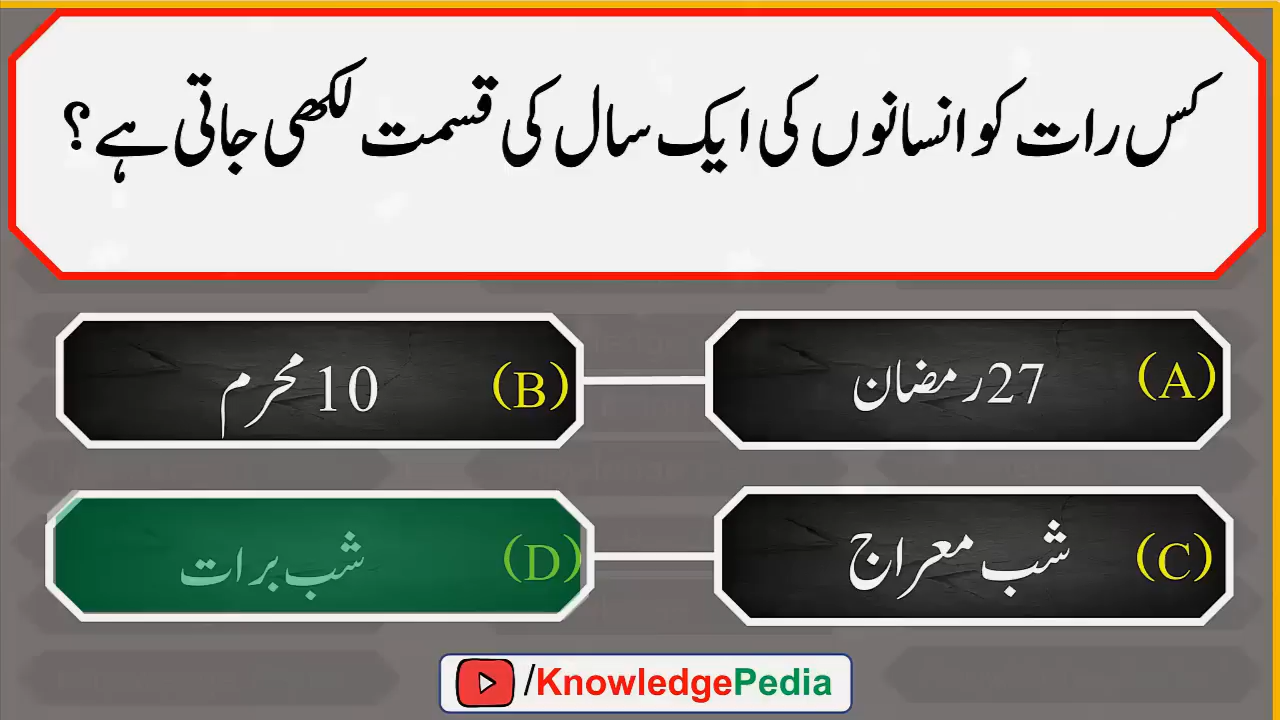 کس رات کو انسانوں کی ایک سال کی قسمت لکھی جاتی ہے؟
(A) 27 رمضان
(B) 10 محرم
(C) شب معراج
(D) شب برات
/KnowledgePedia